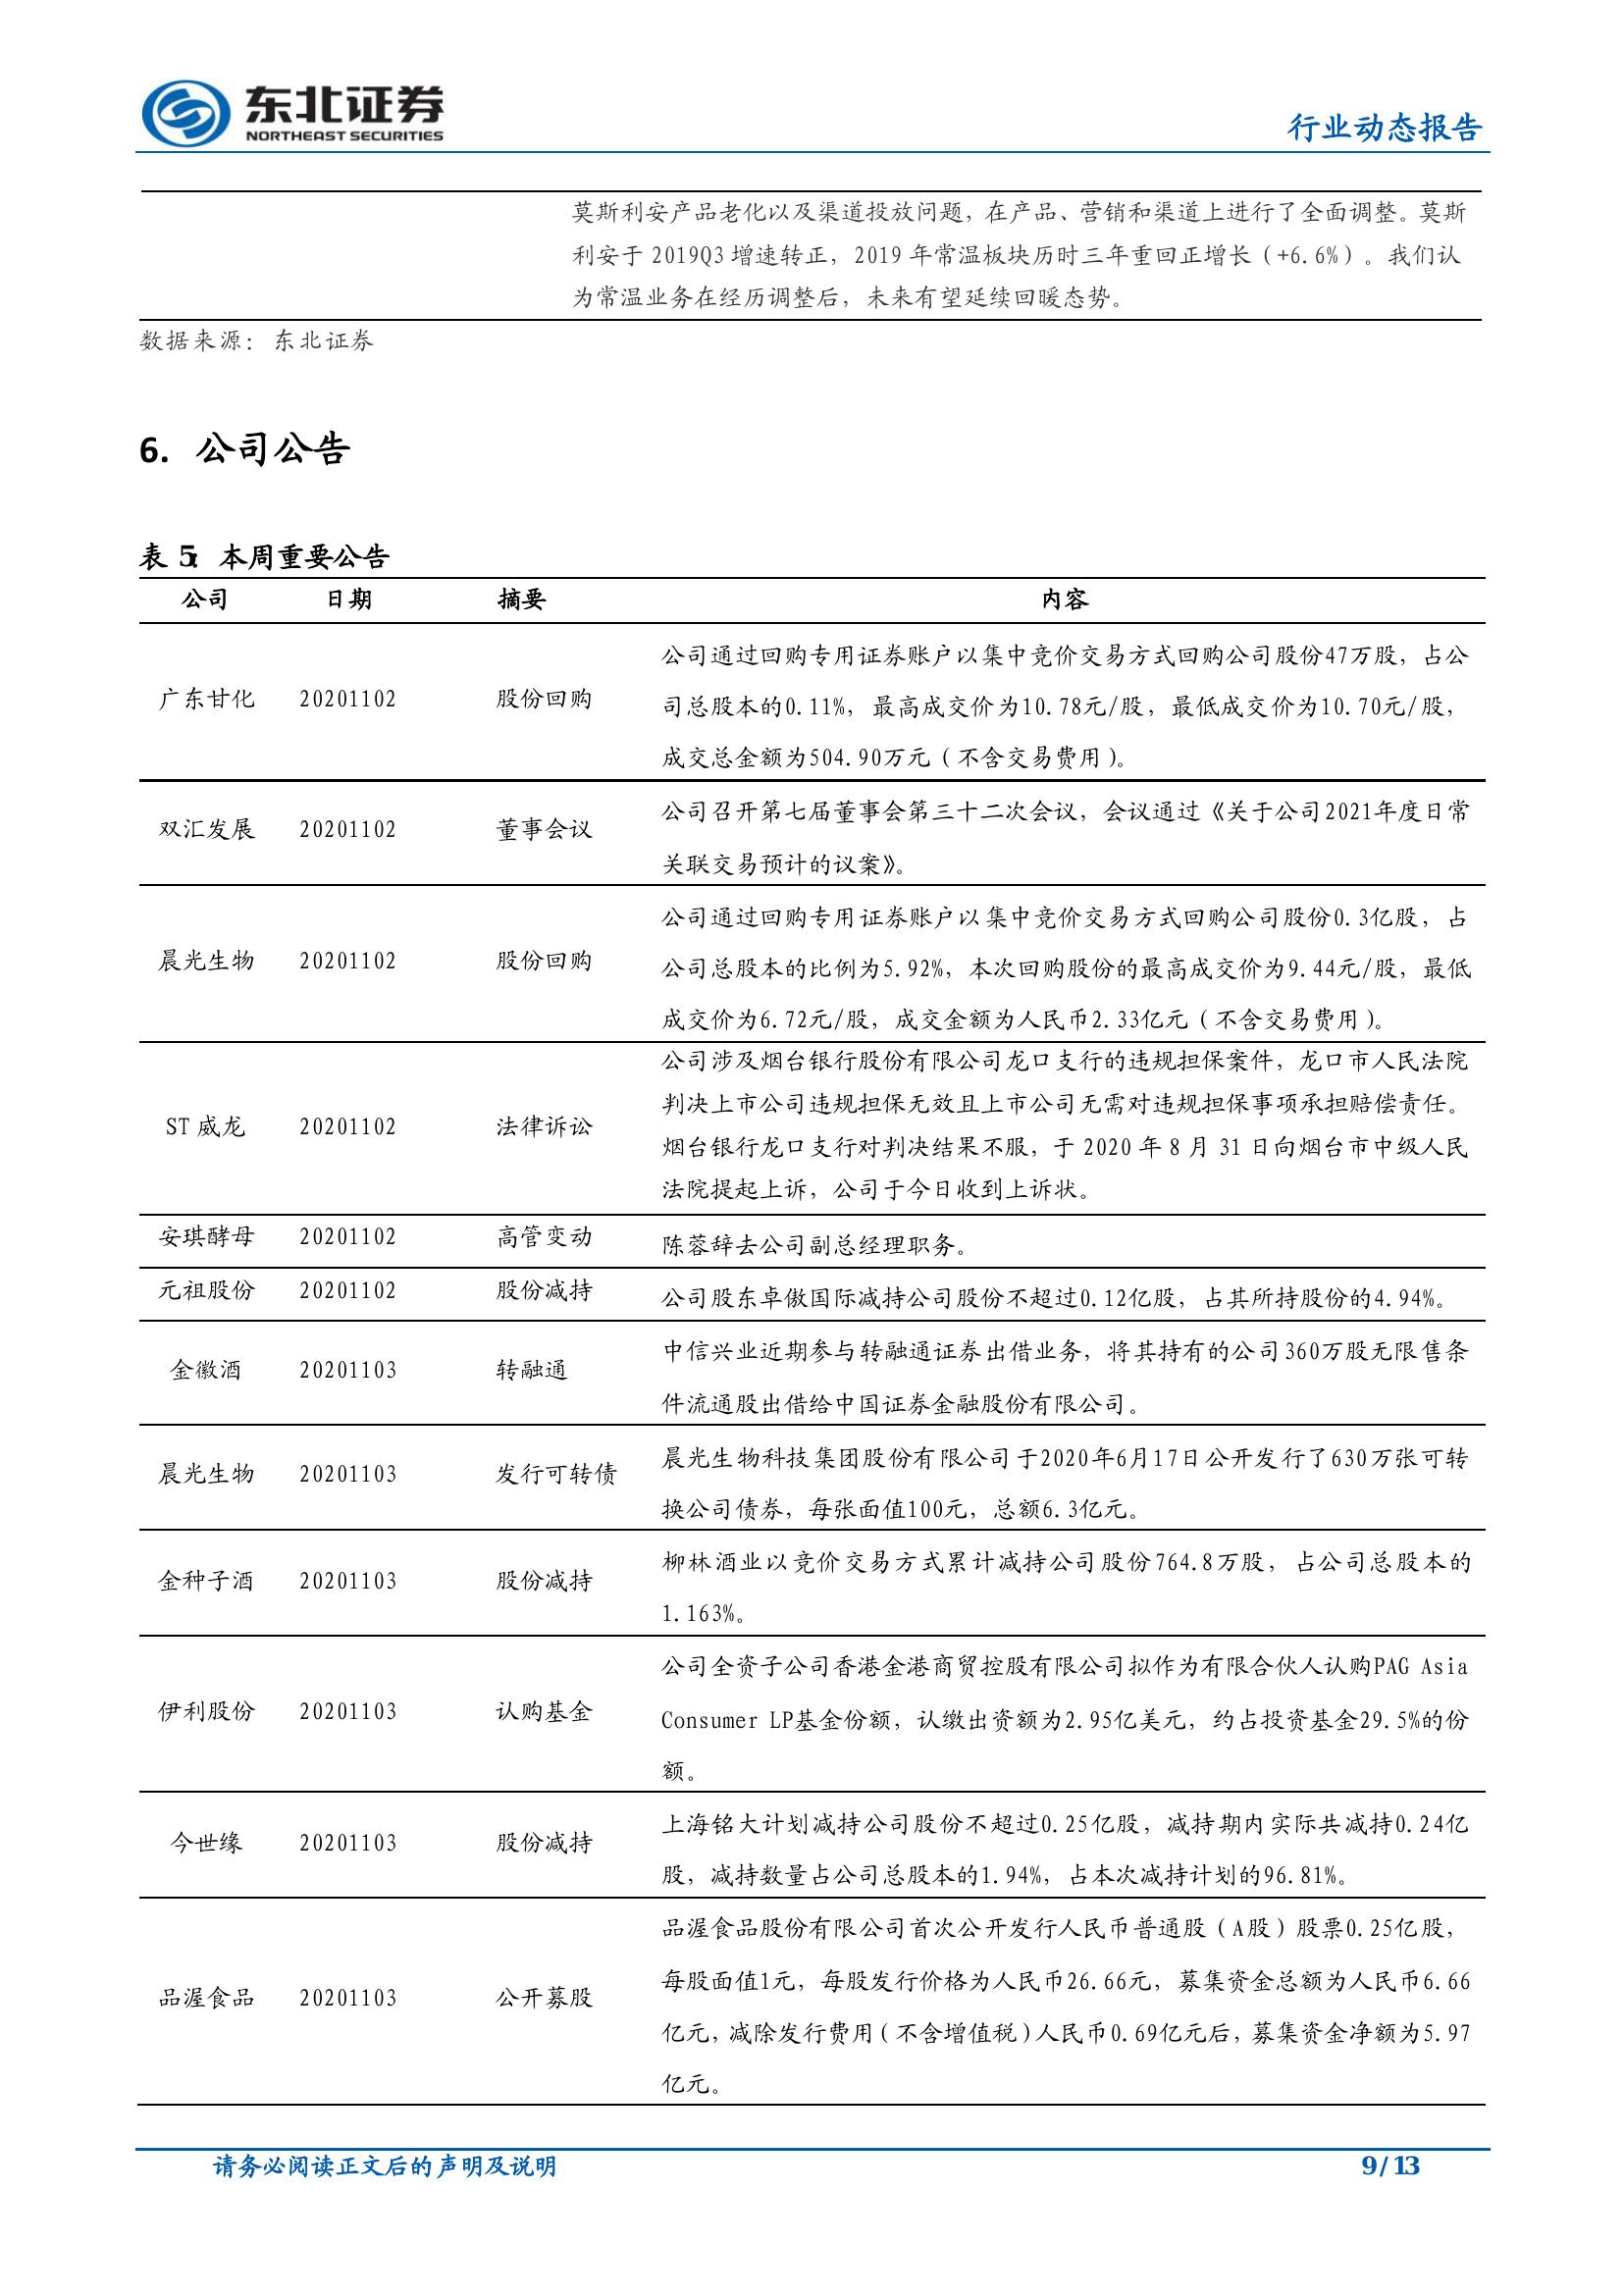 东北证券
NORTHEAST SECURITIES
行业动态报告
莫斯利安产品老化以及渠道投放问题，在产品、营销和渠道上进行了全面调整。莫斯
利安于 2019Q3 增速转正，2019 年常温板块历时三年重回正增长（+6.6%）。我们认
为常温业务在经历调整后，未来有望延续回暖态势。
数据来源：东北证券
6. 公司公告
表 5：本周重要公告
公司 日期 摘要 内容
公司通过回购专用证券账户以集中竞价交易方式回购公司股份47万股，占公
广东甘化 20201102 股份回购 司总股本的0.11%，最高成交价为10.78元/股，最低成交价为10.70元/股，
成交总金额为504.90万元（不含交易费用）。
双汇发展 20201102 董事会议 公司召开第七届董事会第三十二次会议，会议通过《关于公司2021年度日常
关联交易预计的议案》。
公司通过回购专用证券账户以集中竞价交易方式回购公司股份0.3亿股，占
晨光生物 20201102 股份回购 公司总股本的比例为5.92%，本次回购股份的最高成交价为9.44元/股，最低
成交价为6.72元/股，成交金额为人民币2.33亿元（不含交易费用）。
公司涉及烟台银行股份有限公司龙口支行的违规担保案件，龙口市人民法院
判决上市公司违规担保无效且上市公司无需对违规担保事项承担赔偿责任。
ST 威龙 20201102 法律诉讼 烟台银行龙口支行对判决结果不服，于 2020 年 8 月 31 日向烟台市中级人民
法院提起上诉，公司于今日收到上诉状。
安琪酵母 20201102 高管变动 陈蓉辞去公司副总经理职务。
元祖股份 20201102 股份减持 公司股东卓傲国际减持公司股份不超过0.12亿股，占其所持股份的4.94%。
金徽酒 20201103 转融通 中信兴业近期参与转融通证券出借业务，将其持有的公司360万股无限售条
件流通股出借给中国证券金融股份有限公司。
晨光生物 20201103 发行可转债 晨光生物科技集团股份有限公司于2020年6月17日公开发行了630万张可转
换公司债券，每张面值100元，总额6.3亿元。
金种子酒 20201103 股份减持 柳林酒业以竞价交易方式累计减持公司股份764.8万股，占公司总股本的
1.163%。
公司全资子公司香港金港商贸控股有限公司拟作为有限合伙人认购PAG Asia
伊利股份 20201103 认购基金 Consumer LP基金份额，认缴出资额为2.95亿美元，约占投资基金29.5%的份
额。
今世缘 20201103 股份减持 上海铭大计划减持公司股份不超过0.25亿股，减持期内实际共减持0.24亿
股，减持数量占公司总股本的1.94%，占本次减持计划的96.81%。
品渥食品股份有限公司首次公开发行人民币普通股（A股）股票0.25亿股，
品渥食品 20201103 公开募股 每股面值1元，每股发行价格为人民币26.66元，募集资金总额为人民币6.66
亿元，减除发行费用（不含增值税）人民币0.69亿元后，募集资金净额为5.97
亿元。
请务必阅读正文后的声明及说明 9/13